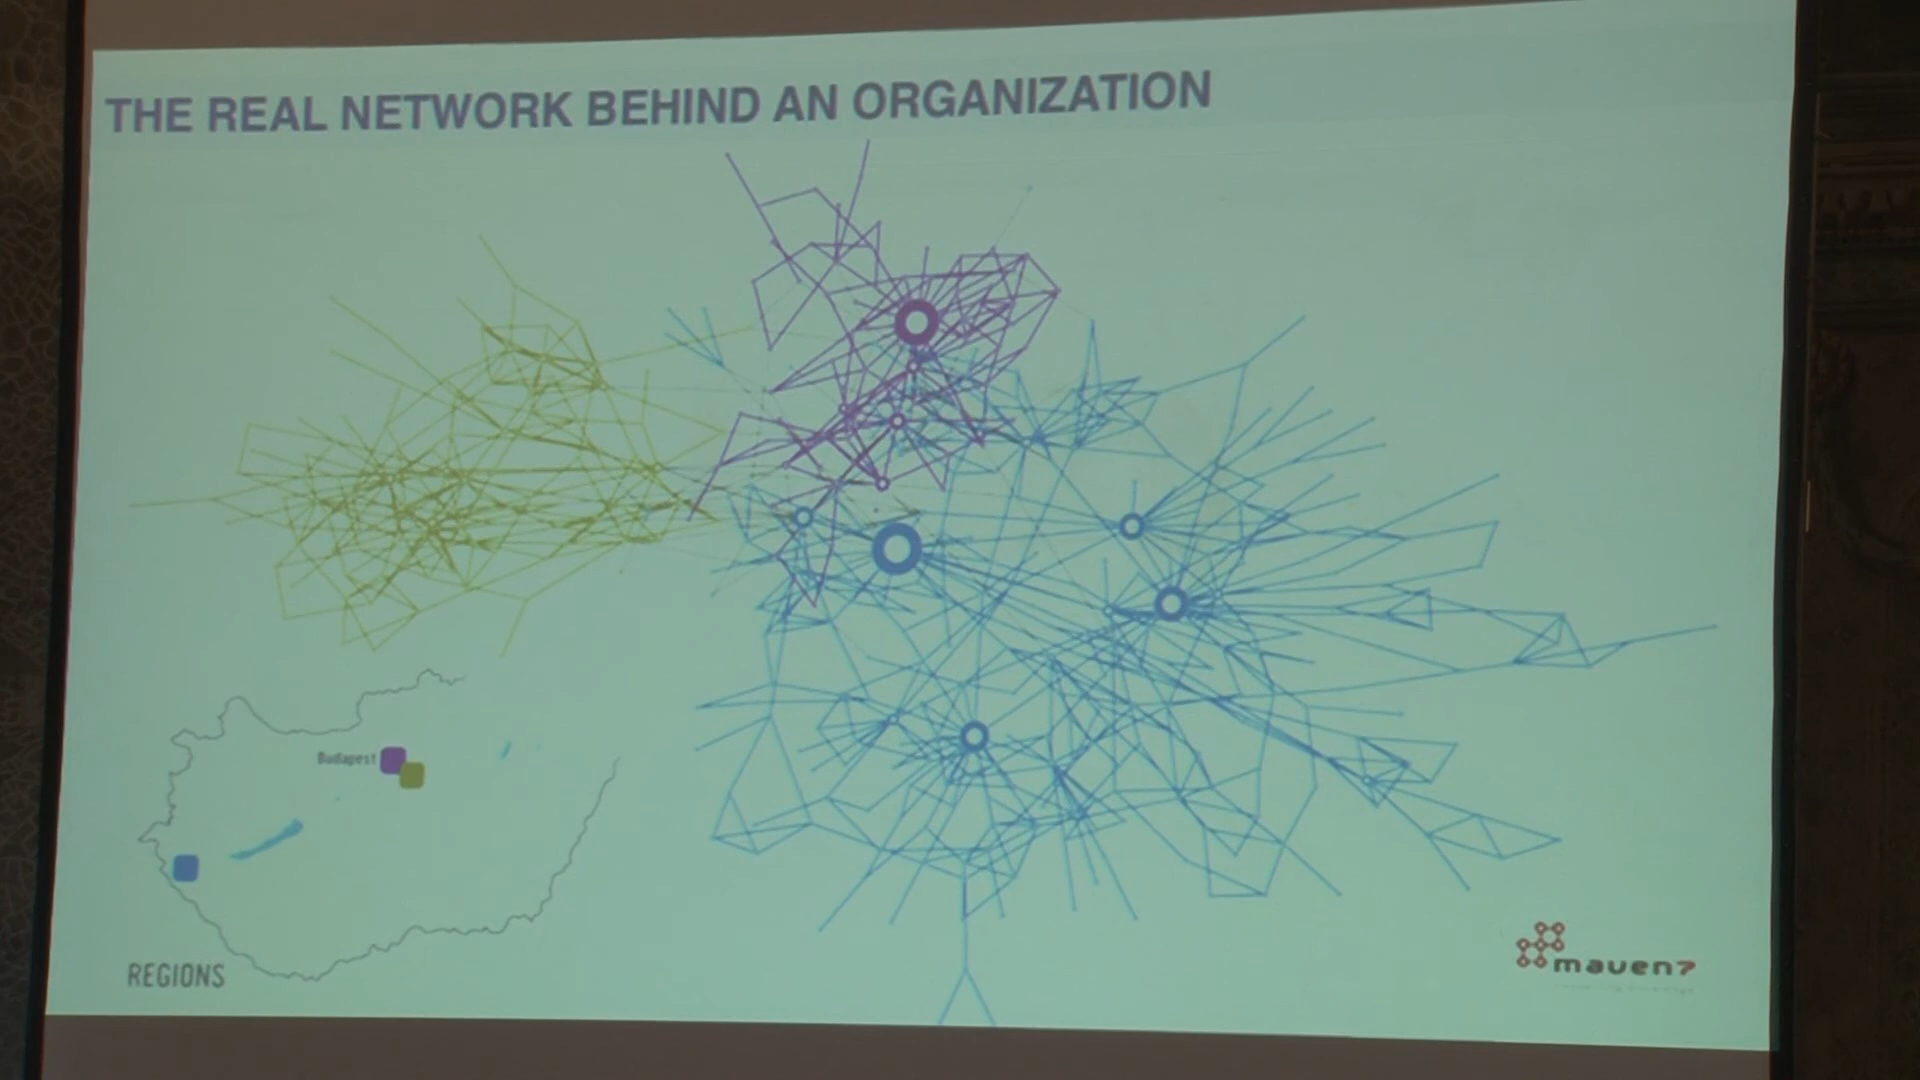 THE REAL NETWORK BEHIND AN ORGANIZATION
Budapest
REGIONS
maven7